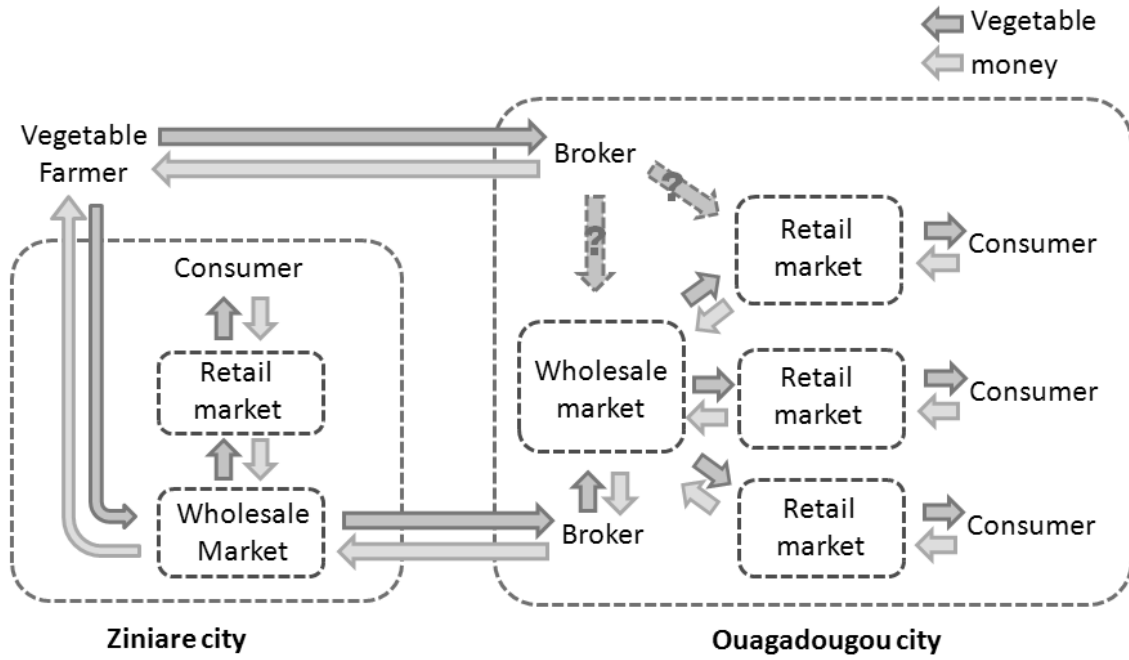 Vegetable
money
Vegetable
Farmer
Broker
?
?
Retail
market
Consumer
Consumer
Retail
market
Wholesale
market
Retail
market
Consumer
Wholesale
Market
Broker
Retail
market
Consumer
Ziniare city
Ouagadougou city